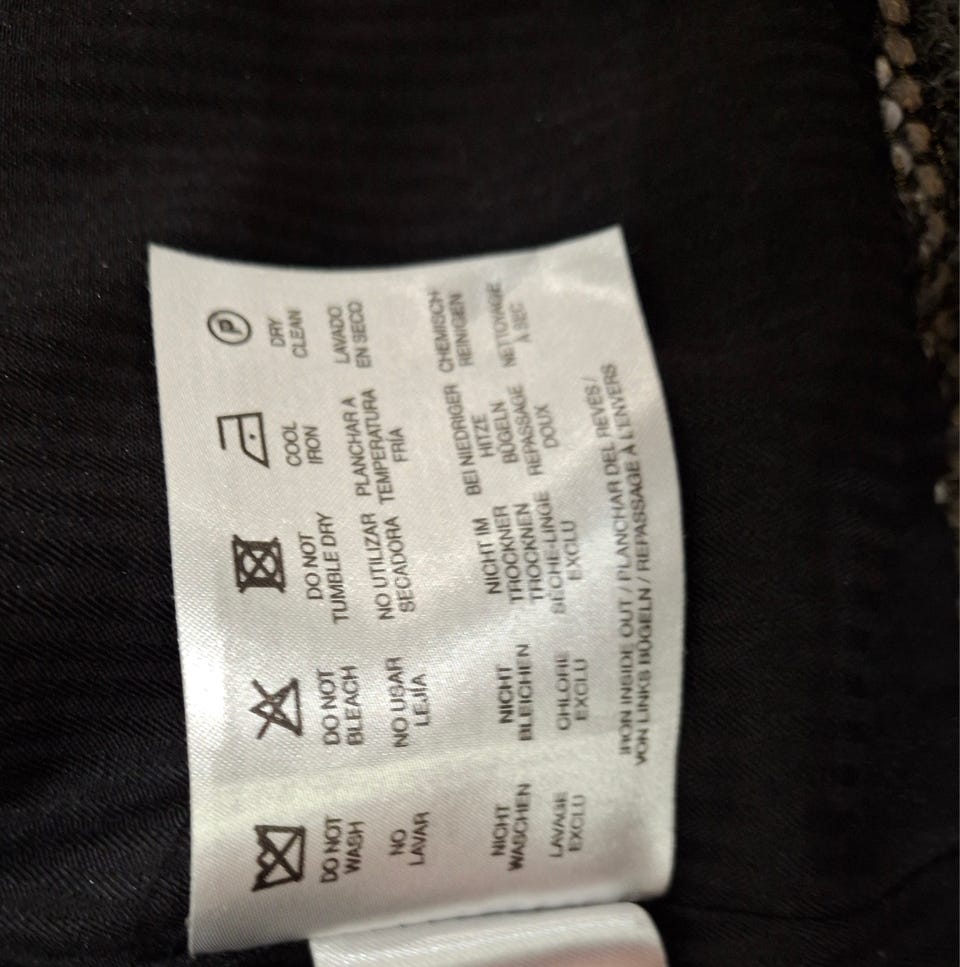 DO NOT
WASH
NO
LAVAR
NICHT
WASCHEN
LAVAGE
EXCLU
DO NOT
BLEACH
NO USAR
LEJÍA
NICHT
BLEICHEN
CHLORE
EXCLU
DO NOT
TUMBLE DRY
NO UTILIZAR
SECADORA
NICHT IM
TROCKNER
TROCKNEN
SÈCHE-LINGE
EXCLU
COOL
IRON
PLANCHAR A
TEMPERATURA
FRÍA
BEI NIEDRIGER
HITZE
BÜGELN
REPASSAGE
DOUX
P
DRY
CLEAN
LAVADO
EN SECO
CHEMISCH
REINIGEN
NETTOYAGE
À SEC
IRON INSIDE OUT / PLANCHAR DEL REVÉS /
VON LINKS BÜGELN / REPASSAGE À L'ENVERS